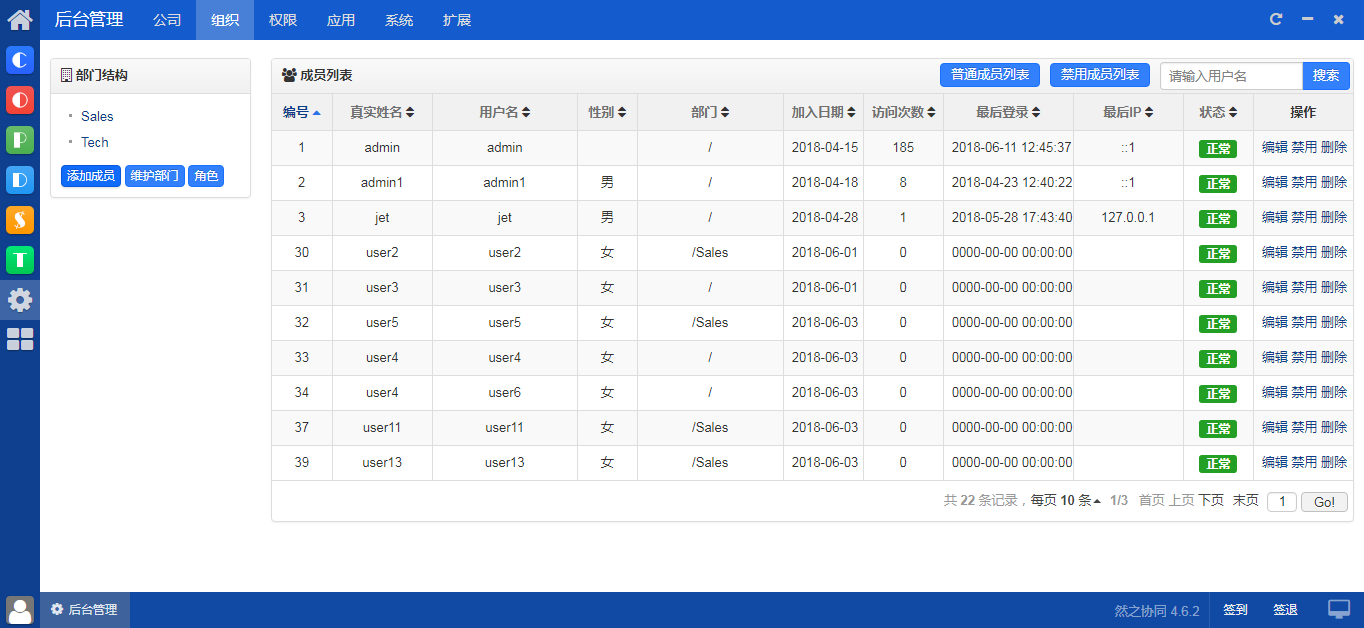 后台管理 公司 组织 权限 应用 系统 扩展
部门结构
Sales
Tech
添加成员 维护部门 角色
成员列表 普通成员列表 禁用成员列表 请输入用户名 搜索
编号 真实姓名 用户名 性别 部门 加入日期 访问次数 最后登录 最后IP 状态 操作
1 admin admin / 2018-04-15 185 2018-06-11 12:45:37 ::1 正常 编辑 禁用 删除
2 admin1 admin1 男 / 2018-04-18 8 2018-04-23 12:40:22 ::1 正常 编辑 禁用 删除
3 jet jet 男 / 2018-04-28 1 2018-05-28 17:43:40 127.0.0.1 正常 编辑 禁用 删除
30 user2 user2 女 /Sales 2018-06-01 0 0000-00-00 00:00:00 正常 编辑 禁用 删除
31 user3 user3 女 / 2018-06-01 0 0000-00-00 00:00:00 正常 编辑 禁用 删除
32 user5 user5 女 /Sales 2018-06-03 0 0000-00-00 00:00:00 正常 编辑 禁用 删除
33 user4 user4 女 / 2018-06-03 0 0000-00-00 00:00:00 正常 编辑 禁用 删除
34 user4 user6 女 / 2018-06-03 0 0000-00-00 00:00:00 正常 编辑 禁用 删除
37 user11 user11 女 /Sales 2018-06-03 0 0000-00-00 00:00:00 正常 编辑 禁用 删除
39 user13 user13 女 /Sales 2018-06-03 0 0000-00-00 00:00:00 正常 编辑 禁用 删除
共 22 条记录，每页 10 条 1/3 首页 上页 下页 末页 1 Go!
后台管理 然之协同 4.6.2 签到 签退